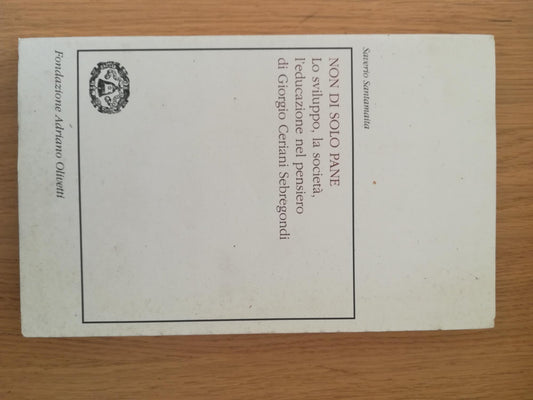 Saverio Santamaita
NON DI SOLO PANE
Lo sviluppo, la società,
l'educazione nel pensiero
di Giorgio Ceriani Sebregondi
Fondazione Adriano Olivetti